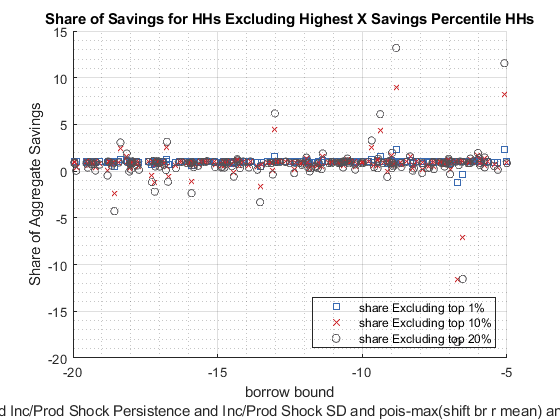 Share of Savings for HHs Excluding Highest X Savings Percentile HHs
15
10
5
0
-5
-10
-15
-20
Share of Aggregate Savings
share Excluding top 1%
share Excluding top 10%
share Excluding top 20%
-20
-15
-10
-5
borrow bound
d Inc/Prod Shock Persistence and Inc/Prod Shock SD and pois-max(shift br r mean) a